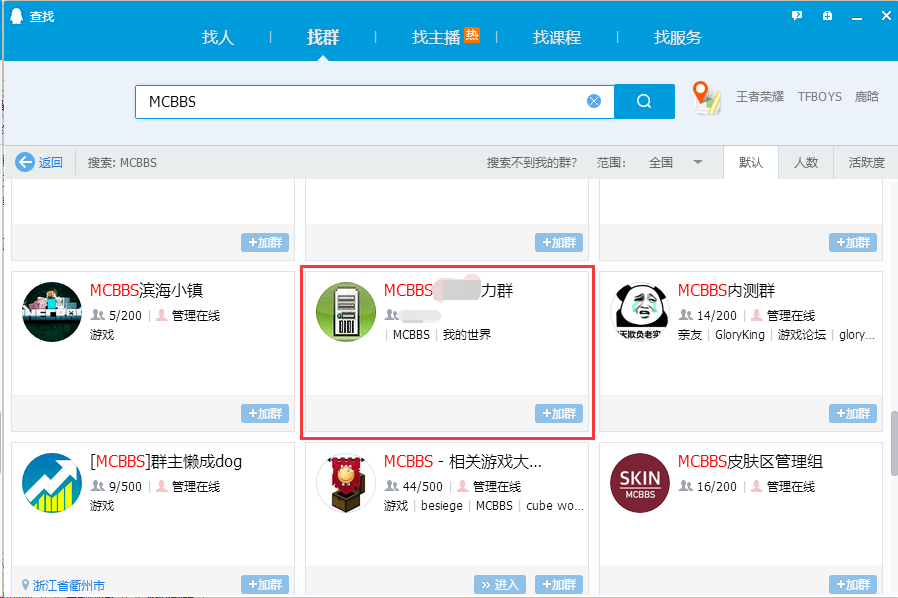 查找
找人 | 找群 | 找主播 热 | 找课程 | 找服务
MCBBS
王者荣耀 TFBOYS 鹿晗
返回 搜索: MCBBS 搜索不到我的群? 范围: 全国 默认 人数 活跃度
+加群 +加群 +加群
MCBBS滨海小镇
5/200 | 管理在线
游戏
+加群
MCBBS 力群
| MCBBS | 我的世界
+加群
MCBBS内测群
14/200 | 管理在线
亲友 | GloryKing | 游戏论坛 | glory...
+加群
[MCBBS]群主懒成dog
9/500 | 管理在线
游戏
浙江省衢州市 +加群
MCBBS - 相关游戏大...
44/500 | 管理在线
游戏 | besiege | MCBBS | cube wo...
» 进入 +加群
SKIN
MCBBS
MCBBS皮肤区管理组
16/200 | 管理在线
+加群